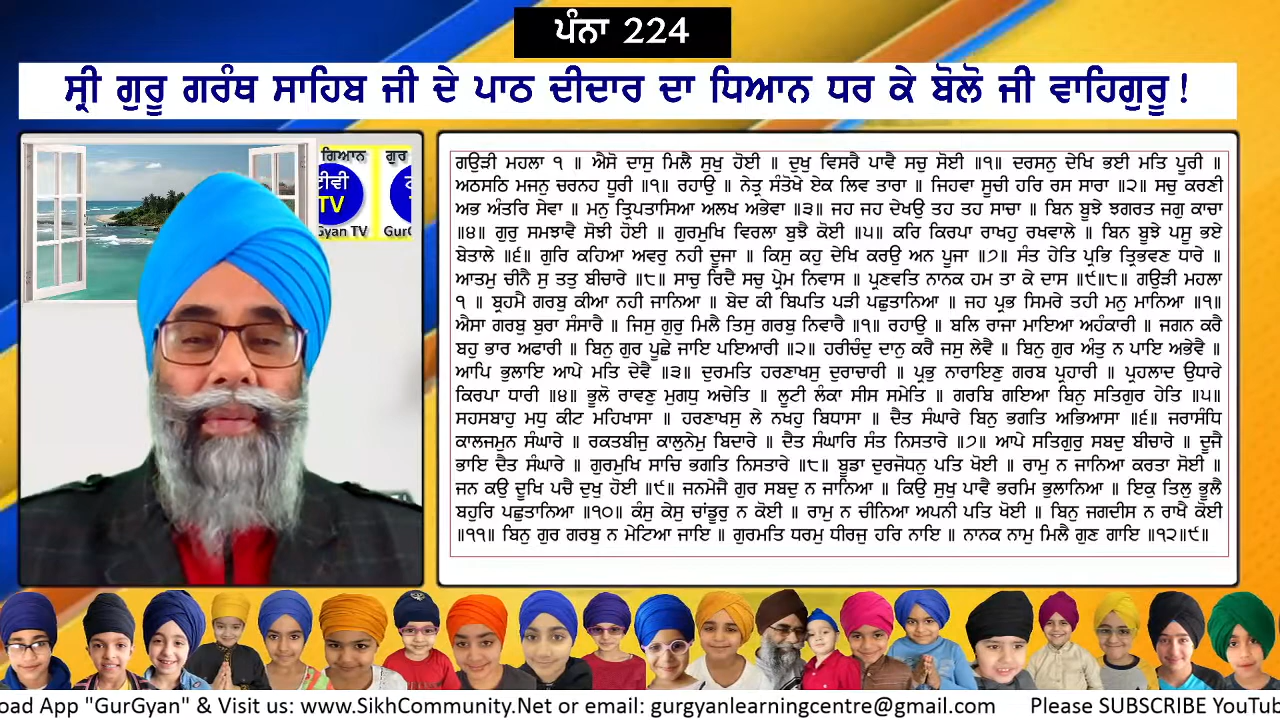 ਪੰਨਾ 224
ਸ੍ਰੀ ਗੁਰੂ ਗਰੰਥ ਸਾਹਿਬ ਜੀ ਦੇ ਪਾਠ ਦੀਦਾਰ ਦਾ ਧਿਆਨ ਧਰ ਕੇ ਬੋਲੋ ਜੀ ਵਾਹਿਗੁਰੂ!
ਗਿਆਨ ਗੁਰ
ਟੀਵੀ
TV
Gyan TV Gur
ਗਉੜੀ ਮਹਲਾ ੧ ॥ ਐਸੋ ਦਾਸੁ ਮਿਲੈ ਸੁਖੁ ਹੋਈ ॥ ਦੁਖੁ ਵਿਸਰੈ ਪਾਵੈ ਸਚੁ ਸੋਈ ॥੧॥ ਦਰਸਨੁ ਦੇਖਿ ਭਈ ਮਤਿ ਪੂਰੀ ॥
ਅਠਸਠਿ ਮਜਨੁ ਚਰਨਹ ਧੂਰੀ ॥੧॥ ਰਹਾਉ ॥ ਨੇਤ੍ਰ ਸੰਤੋਖੇ ਏਕ ਲਿਵ ਤਾਰਾ ॥ ਜਿਹਵਾ ਸੂਚੀ ਹਰਿ ਰਸ ਸਾਰਾ ॥੨॥ ਸਚੁ ਕਰਣੀ
ਅਭ ਅੰਤਰਿ ਸੇਵਾ ॥ ਮਨੁ ਤ੍ਰਿਪਤਾਸਿਆ ਅਲਖ ਅਭੇਵਾ ॥੩॥ ਜਹ ਜਹ ਦੇਖਉ ਤਹ ਤਹ ਸਾਚਾ ॥ ਬਿਨ ਬੂਝੇ ਝਗਰਤ ਜਗੁ ਕਾਚਾ
॥੪॥ ਗੁਰੁ ਸਮਝਾਵੈ ਸੋਝੀ ਹੋਈ ॥ ਗੁਰਮੁਖਿ ਵਿਰਲਾ ਬੂਝੈ ਕੋਈ ॥੫॥ ਕਰਿ ਕਿਰਪਾ ਰਾਖਹੁ ਰਖਵਾਲੇ ॥ ਬਿਨ ਬੂਝੇ ਪਸੂ ਭਏ
ਬੇਤਾਲੇ ॥੬॥ ਗੁਰਿ ਕਹਿਆ ਅਵਰੁ ਨਹੀ ਦੂਜਾ ॥ ਕਿਸੁ ਕਹੁ ਦੇਖਿ ਕਰਉ ਅਨ ਪੂਜਾ ॥੭॥ ਸੰਤ ਹੇਤਿ ਪ੍ਰਭਿ ਤ੍ਰਿਭਵਣ ਧਾਰੇ ॥
ਆਤਮੁ ਚੀਨੈ ਸੁ ਤਤੁ ਬੀਚਾਰੇ ॥੮॥ ਸਾਚੁ ਰਿਦੈ ਸਚੁ ਪ੍ਰੇਮ ਨਿਵਾਸ ॥ ਪ੍ਰਣਵਤਿ ਨਾਨਕ ਹਮ ਤਾ ਕੇ ਦਾਸ ॥੯॥੮॥ ਗਉੜੀ ਮਹਲਾ
੧ ॥ ਬ੍ਰਹਮੈ ਗਰਬੁ ਕੀਆ ਨਹੀ ਜਾਨਿਆ ॥ ਬੇਦ ਕੀ ਬਿਪਤਿ ਪੜੀ ਪਛੁਤਾਨਿਆ ॥ ਜਹ ਪ੍ਰਭ ਸਿਮਰੇ ਤਹੀ ਮਨੁ ਮਾਨਿਆ ॥੧॥
ਐਸਾ ਗਰਬੁ ਬੁਰਾ ਸੰਸਾਰੈ ॥ ਜਿਸੁ ਗੁਰੁ ਮਿਲੈ ਤਿਸੁ ਗਰਬੁ ਨਿਵਾਰੈ ॥੧॥ ਰਹਾਉ ॥ ਬਲਿ ਰਾਜਾ ਮਾਇਆ ਅਹੰਕਾਰੀ ॥ ਜਗਨ ਕਰੈ
ਬਹੁ ਭਾਰ ਅਫਾਰੀ ॥ ਬਿਨੁ ਗੁਰ ਪੂਛੇ ਜਾਇ ਪਇਆਰੀ ॥੨॥ ਹਰੀਚੰਦੁ ਦਾਨੁ ਕਰੈ ਜਸੁ ਲੇਵੈ ॥ ਬਿਨੁ ਗੁਰ ਅੰਤੁ ਨ ਪਾਇ ਅਭੇਵੈ ॥
ਆਪਿ ਭੁਲਾਇ ਆਪੇ ਮਤਿ ਦੇਵੈ ॥੩॥ ਦੁਰਮਤਿ ਹਰਣਾਖਸੁ ਦੁਰਾਚਾਰੀ ॥ ਪ੍ਰਭੁ ਨਾਰਾਇਣੁ ਗਰਬ ਪ੍ਰਹਾਰੀ ॥ ਪ੍ਰਹਲਾਦ ਉਧਾਰੇ
ਕਿਰਪਾ ਧਾਰੀ ॥੪॥ ਭੂਲੋ ਰਾਵਣੁ ਮੁਗਧੁ ਅਚੇਤਿ ॥ ਲੂਟੀ ਲੰਕਾ ਸੀਸ ਸਮੇਤਿ ॥ ਗਰਬਿ ਗਇਆ ਬਿਨੁ ਸਤਿਗੁਰ ਹੇਤਿ ॥੫॥
ਸਹਸਬਾਹੁ ਮਧੁ ਕੀਟ ਮਹਿਖਾਸਾ ॥ ਹਰਣਾਖਸੁ ਲੇ ਨਖਹੁ ਬਿਧਾਸਾ ॥ ਦੈਤ ਸੰਘਾਰੇ ਬਿਨੁ ਭਗਤਿ ਅਭਿਆਸਾ ॥੬॥ ਜਰਾਸੰਧਿ
ਕਾਲਜਮੁਨ ਸੰਘਾਰੇ ॥ ਰਕਤਬੀਜੁ ਕਾਲੁਨੇਮੁ ਬਿਦਾਰੇ ॥ ਦੈਤ ਸੰਘਾਰਿ ਸੰਤ ਨਿਸਤਾਰੇ ॥੭॥ ਆਪੇ ਸਤਿਗੁਰੁ ਸਬਦੁ ਬੀਚਾਰੇ ॥ ਦੂਜੈ
ਭਾਇ ਦੈਤ ਸੰਘਾਰੇ ॥ ਗੁਰਮੁਖਿ ਸਾਚਿ ਭਗਤਿ ਨਿਸਤਾਰੇ ॥੮॥ ਬੂਡਾ ਦੁਰਜੋਧਨੁ ਪਤਿ ਖੋਈ ॥ ਰਾਮੁ ਨ ਜਾਨਿਆ ਕਰਤਾ ਸੋਈ ॥
ਜਨ ਕਉ ਦੂਖਿ ਪਚੈ ਦੁਖੁ ਹੋਈ ॥੯॥ ਜਨਮੇਜੈ ਗੁਰ ਸਬਦੁ ਨ ਜਾਨਿਆ ॥ ਕਿਉ ਸੁਖੁ ਪਾਵੈ ਭਰਮਿ ਭੁਲਾਨਿਆ ॥ ਇਕੁ ਤਿਲੁ ਭੂਲੈ
ਬਹੁਰਿ ਪਛੁਤਾਨਿਆ ॥੧੦॥ ਕੰਸੁ ਕੇਸੁ ਚਾਂਡੂਰੁ ਨ ਕੋਈ ॥ ਰਾਮੁ ਨ ਚੀਨਿਆ ਅਪਨੀ ਪਤਿ ਖੋਈ ॥ ਬਿਨੁ ਜਗਦੀਸ ਨ ਰਾਖੈ ਕੋਈ
॥੧੧॥ ਬਿਨੁ ਗੁਰ ਗਰਬੁ ਨ ਮੇਟਿਆ ਜਾਇ ॥ ਗੁਰਮਤਿ ਧਰਮੁ ਧੀਰਜੁ ਹਰਿ ਨਾਇ ॥ ਨਾਨਕ ਨਾਮੁ ਮਿਲੈ ਗੁਣ ਗਾਇ ॥੧੨॥੯॥
oad App "GurGyan" & Visit us: www.SikhCommunity.Net or email: gurgyanlearningcentre@gmail.com Please SUBSCRIBE YouTub